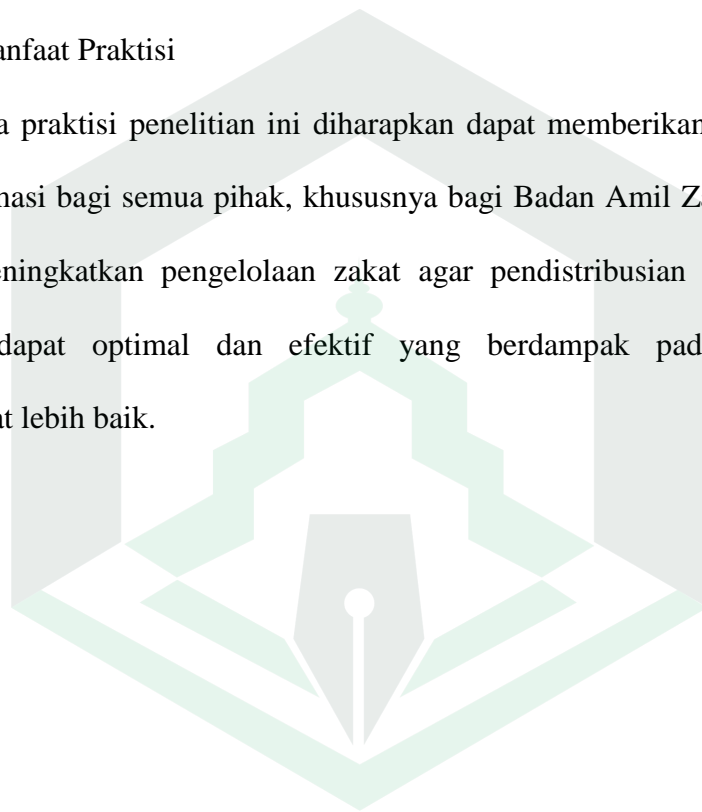 anfaat Praktisi
a praktisi penelitian ini diharapkan dapat memberikan
masi bagi semua pihak, khususnya bagi Badan Amil Z
eningkatkan pengelolaan zakat agar pendistribusian
dapat optimal dan efektif yang berdampak pad
at lebih baik.